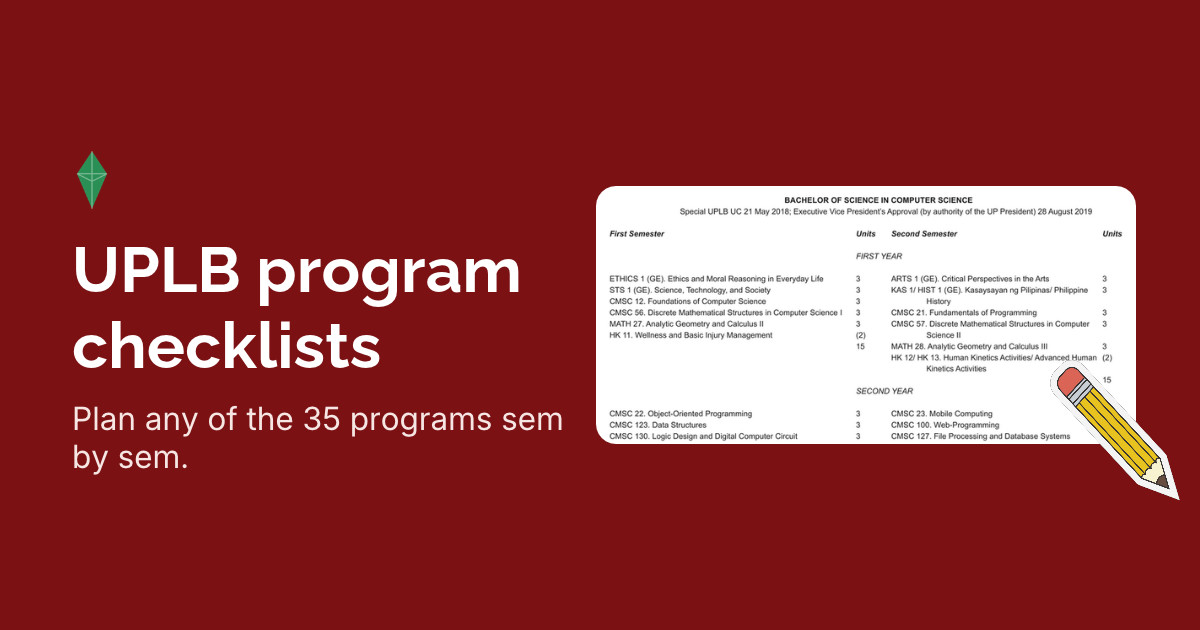 UPLB program
checklists
Plan any of the 35 programs sem
by sem.
BACHELOR OF SCIENCE IN COMPUTER SCIENCE
Special UPLB UC 21 May 2018; Executive Vice President's Approval (by authority of the UP President) 28 August 2019
First Semester Units Second Semester Units
FIRST YEAR
ETHICS 1 (GE). Ethics and Moral Reasoning in Everyday Life 3 ARTS 1 (GE). Critical Perspectives in the Arts 3
STS 1 (GE). Science, Technology, and Society 3 KAS 1/ HIST 1 (GE). Kasaysayan ng Pilipinas/ Philippine 3
CMSC 12. Foundations of Computer Science 3 History
CMSC 56. Discrete Mathematical Structures in Computer Science I 3 CMSC 21. Fundamentals of Programming 3
MATH 27. Analytic Geometry and Calculus II 3 CMSC 57. Discrete Mathematical Structures in Computer 3
HK 11. Wellness and Basic Injury Management (2) Science II
15 MATH 28. Analytic Geometry and Calculus III 3
HK 12/ HK 13. Human Kinetics Activities/ Advanced Human (2)
Kinetics Activities
15
SECOND YEAR
CMSC 22. Object-Oriented Programming 3 CMSC 23. Mobile Computing
CMSC 123. Data Structures 3 CMSC 100. Web-Programming
CMSC 130. Logic Design and Digital Computer Circuit 3 CMSC 127. File Processing and Database Systems